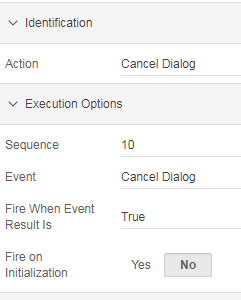 Identification
Action Cancel Dialog
Execution Options
Sequence 10
Event Cancel Dialog
Fire When Event
Result Is True
Fire on
Initialization Yes No